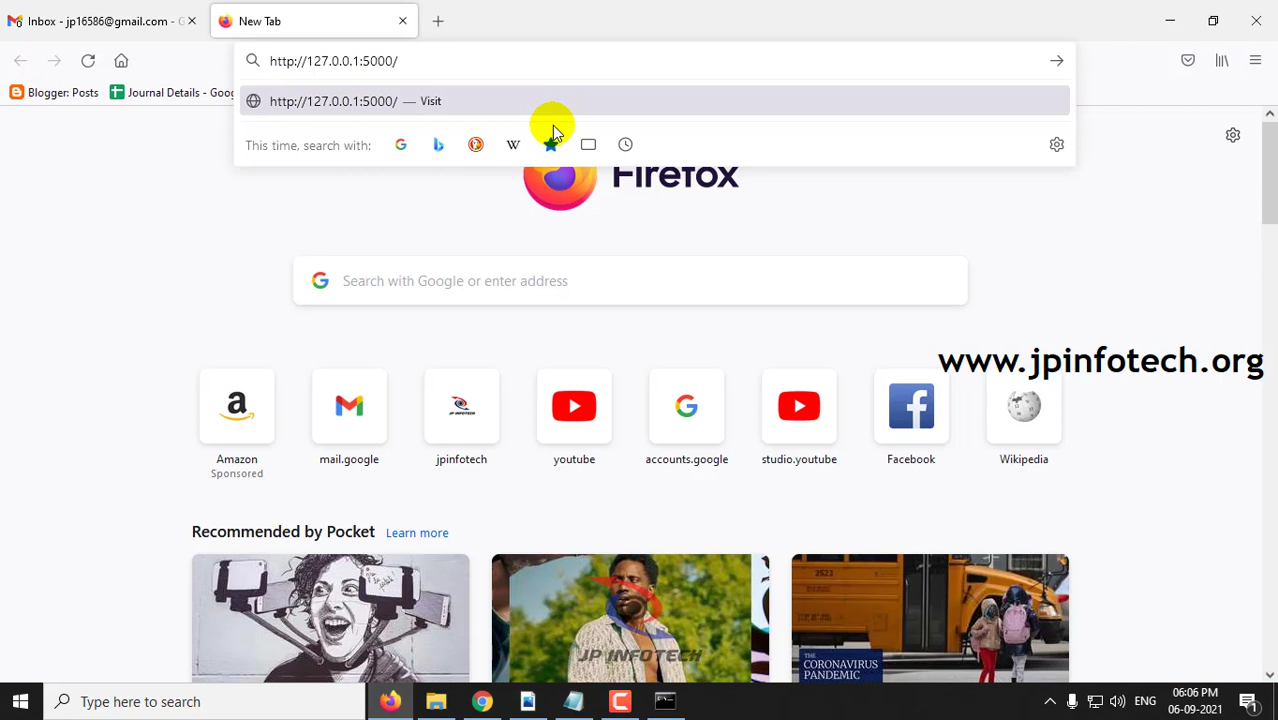 Inbox - jp16586@gmail.com - G
New Tab
http://127.0.0.1:5000/
Blogger: Posts
Journal Details - Goog
http://127.0.0.1:5000/ — Visit
This time, search with:
Firefox
Search with Google or enter address
www.jpinfotech.org
Amazon
Sponsored
mail.google
jpinfotech
youtube
accounts.google
studio.youtube
Facebook
Wikipedia
Recommended by Pocket
Learn more
2523
JP INFOTECH
THE
CORONAVIRUS
PANDEMIC
Type here to search
ENG
06:06 PM
06-09-2021
1